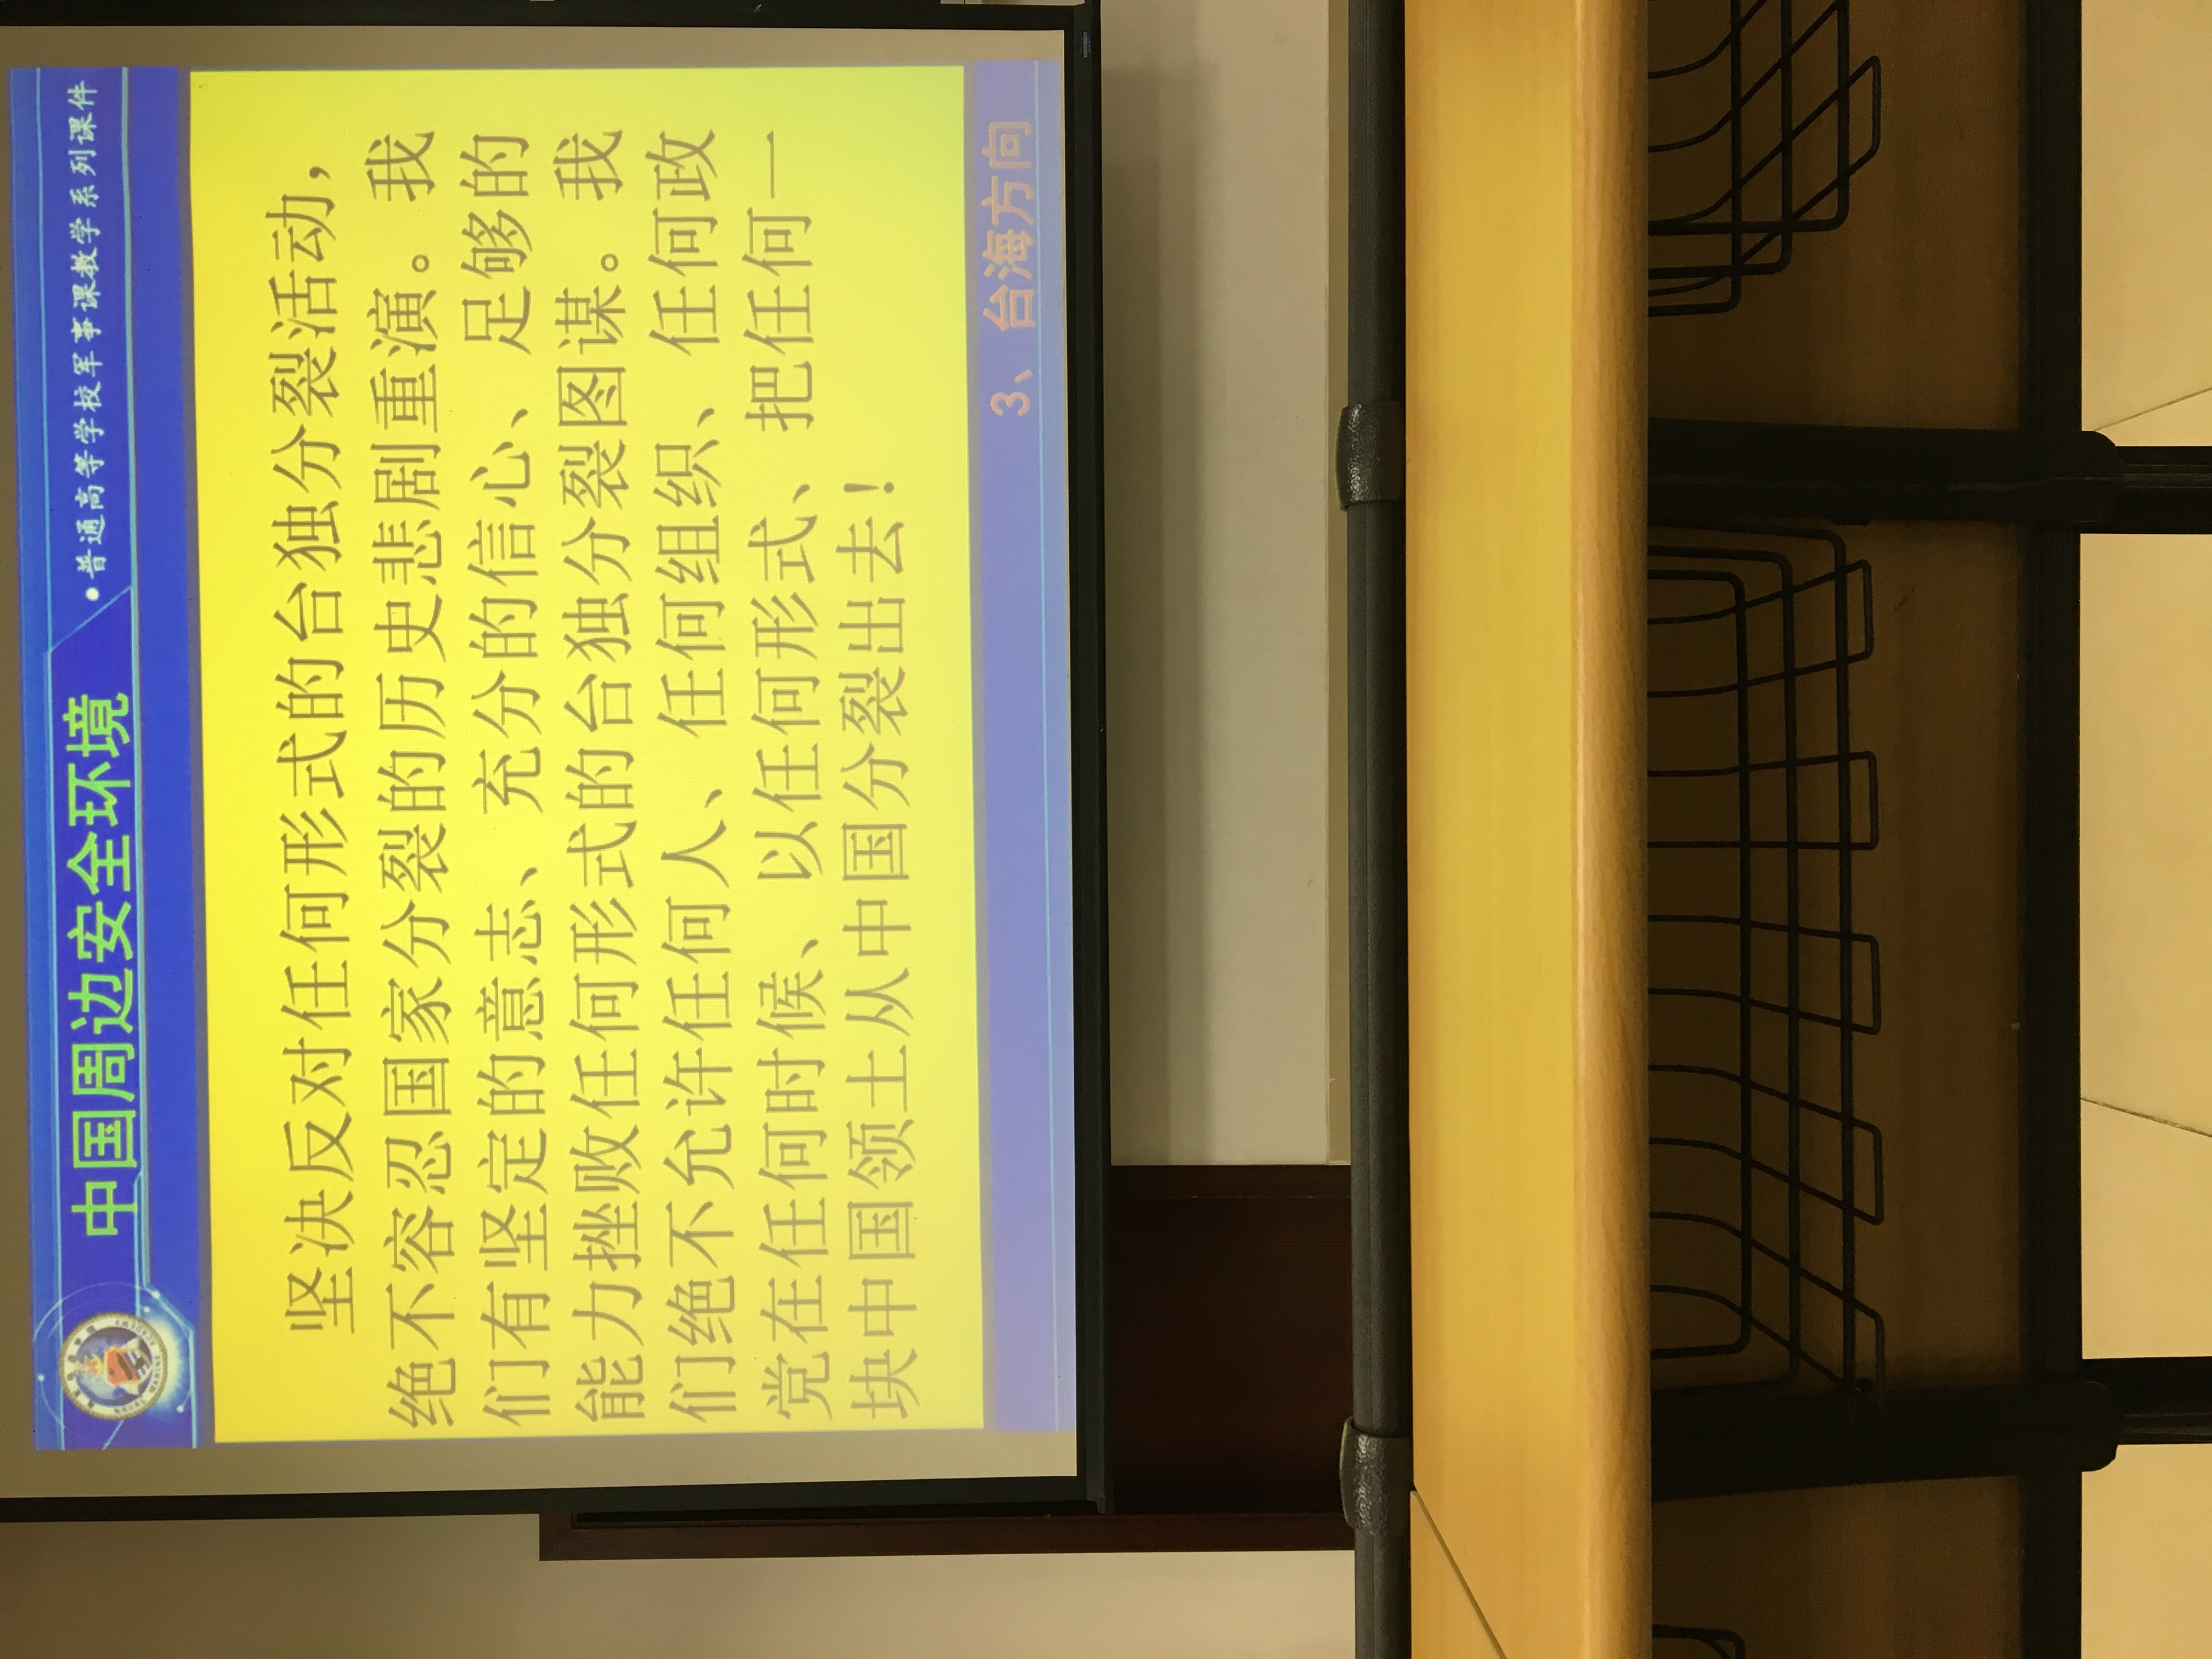 中国周边安全环境
•普通高等学校军事课教学系列课件
坚决反对任何形式的台独分裂活动，
绝不容忍国家分裂的历史悲剧重演。我
们有坚定的意志、充分的信心、足够的
能力挫败任何形式的台独分裂图谋。我
们绝不允许任何人、任何组织、任何政
党在任何时候、以任何形式、把任何一
块中国领土从中国分裂出去！
3、台海方向